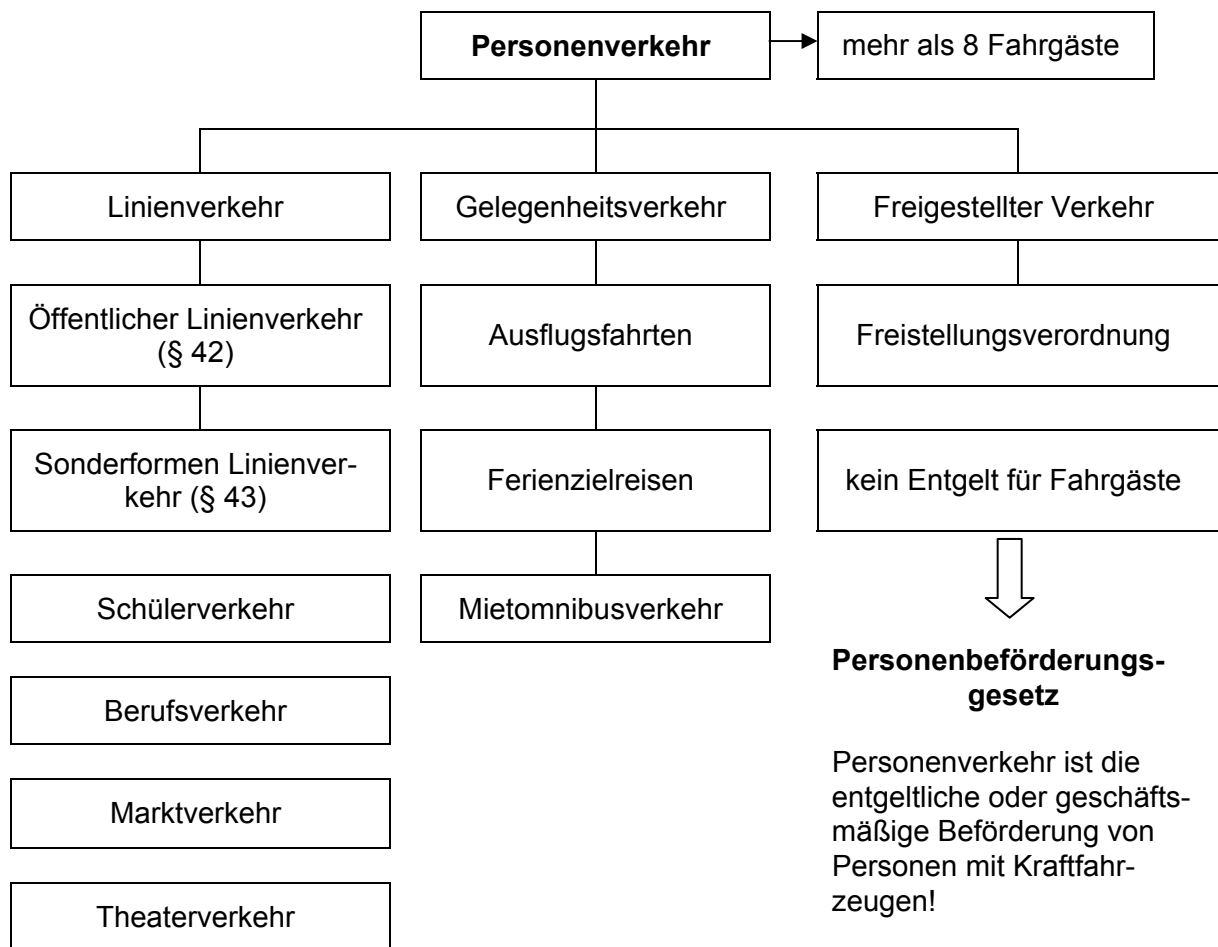 Personenverkehr
mehr als 8 Fahrgäste
Linienverkehr
Gelegenheitsverkehr
Freigestellter Verkehr
Öffentlicher Linienverkehr
(§ 42)
Ausflugsfahrten
Freistellungsverordnung
Sonderformen Linienver-
kehr (§ 43)
Ferienzielreisen
kein Entgelt für Fahrgäste
Schülerverkehr
Mietomnibusverkehr
Berufsverkehr
Marktverkehr
Theaterverkehr
Personenbeförderungs-
gesetz
Personenverkehr ist die
entgeltliche oder geschäfts-
mäßige Beförderung von
Personen mit Kraftfahr-
zeugen!